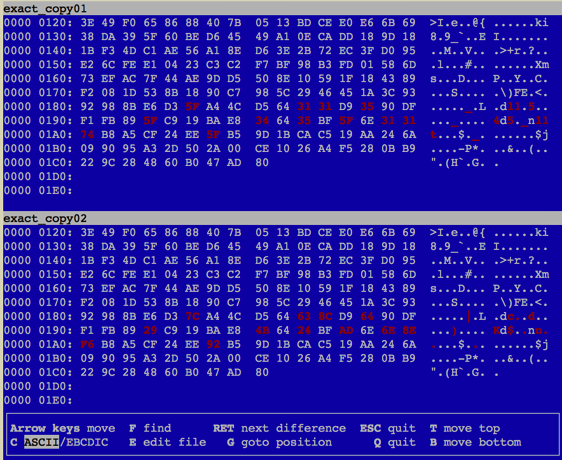 exact_copy01
0000 0120: 3E 49 F0 65 86 88 40 7B 05 13 BD CE E0 E6 6B 69 >I.e..@{ ......ki
0000 0130: 38 DA 39 5F 60 BE D6 45 49 A1 0E CA DD 18 9D 18 8.9_`..E I.......
0000 0140: 1B F3 4D C1 AE 56 A1 8E D6 3E 2B 72 EC 3F D0 95 ..M..V.. .>+r.?..
0000 0150: E2 6C FE E1 04 23 C3 C2 F7 BF 98 B3 FD 01 58 6D .l...#.. ......Xm
0000 0160: 73 EF AC 7F 44 AE 9D D5 50 8E 10 59 1F 18 43 89 s...D... P..Y..C.
0000 0170: F2 08 1D 53 8B 18 90 C7 98 5C 29 46 45 1A 3C 93 ...S.... .\)FE.<.
0000 0180: 92 98 8B E6 D3 5F A4 4C D5 64 31 31 D9 35 90 DF ....._.L .d11.5..
0000 0190: F1 FB 89 5F C9 19 BA E8 34 64 35 BF 5F 6E 31 31 ..._.... 4d5._n11
0000 01A0: 74 B8 A5 CF 24 EE 5F B5 9D 1B CA C5 19 AA 24 6A t...$._. ......$j
0000 01B0: 09 90 95 A3 2D 50 2A 00 CE 10 26 A4 F5 28 0B B9 ....-P*. ..&..(..
0000 01C0: 22 9C 28 48 60 B0 47 AD 80 ".(H`.G. .
0000 01D0:
0000 01E0:
exact_copy02
0000 0120: 3E 49 F0 65 86 88 40 7B 05 13 BD CE E0 E6 6B 69 >I.e..@{ ......ki
0000 0130: 38 DA 39 5F 60 BE D6 45 49 A1 0E CA DD 18 9D 18 8.9_`..E I.......
0000 0140: 1B F3 4D C1 AE 56 A1 8E D6 3E 2B 72 EC 3F D0 95 ..M..V.. .>+r.?..
0000 0150: E2 6C FE E1 04 23 C3 C2 F7 BF 98 B3 FD 01 58 6D .l...#.. ......Xm
0000 0160: 73 EF AC 7F 44 AE 9D D5 50 8E 10 59 1F 18 43 89 s...D... P..Y..C.
0000 0170: F2 08 1D 53 8B 18 90 C7 98 5C 29 46 45 1A 3C 93 ...S.... .\)FE.<.
0000 0180: 92 98 8B E6 D3 7C A4 4C D5 64 8D D9 64 90 DF .....|.L .d...d..
0000 0190: F1 FB 89 C9 19 BA E8 64 24 BF AD 6E
0000 01A0: B8 A5 CF 24 EE 92 B5 9D 1B CA C5 19 AA 24 6A ....$... ......$j
0000 01B0: 09 90 95 A3 2D 50 2A 00 CE 10 26 A4 F5 28 0B B9 ....-P*. ..&..(..
0000 01C0: 22 9C 28 48 60 B0 47 AD 80 ".(H`.G. .
0000 01D0:
0000 01E0:
Arrow keys move F find RET next difference ESC quit T move top
C ASCII/EBCDIC E edit file G goto position Q quit B move bottom